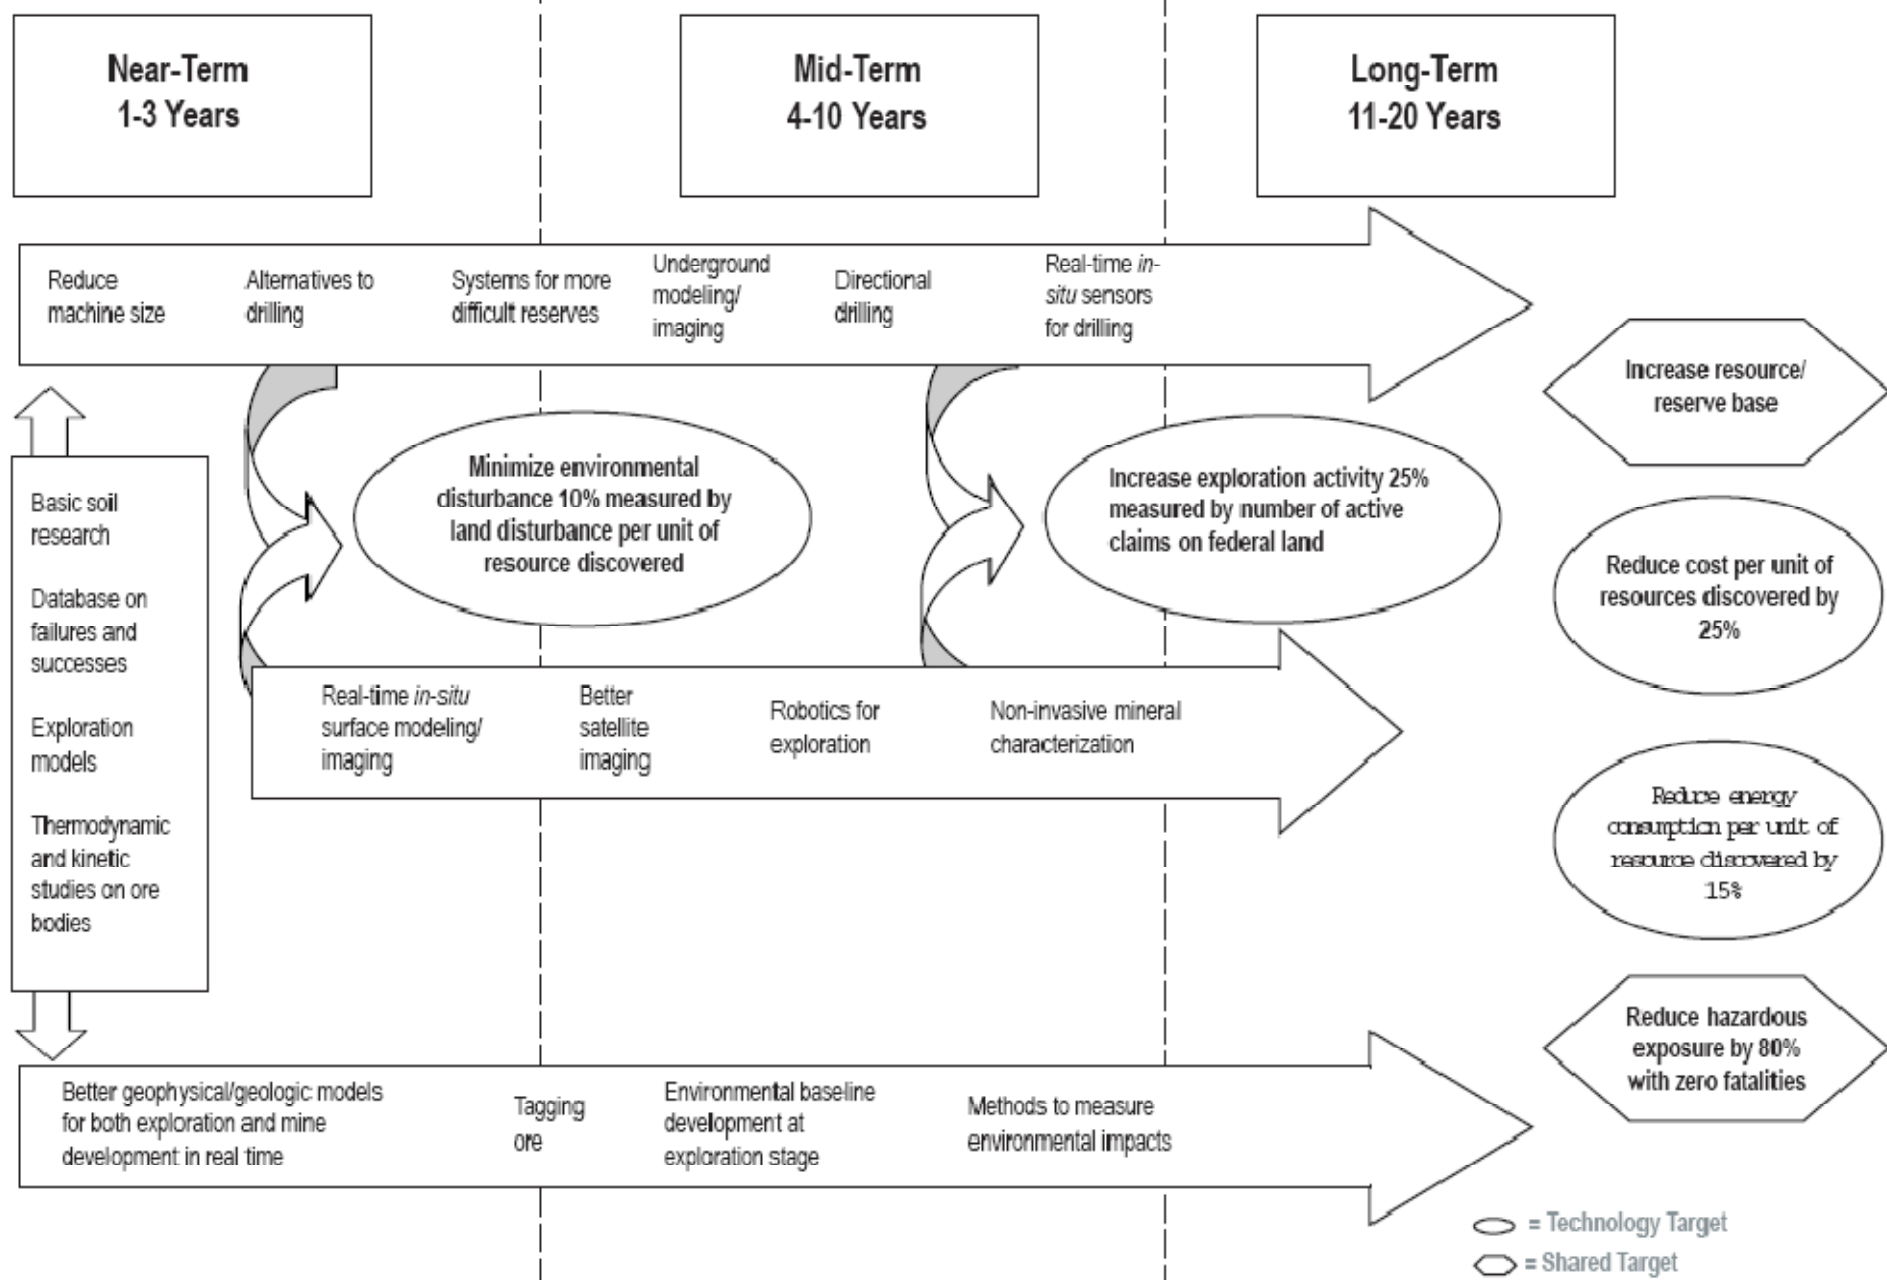 Near-Term
1-3 Years
Mid-Term
4-10 Years
Long-Term
11-20 Years
Reduce
machine size
Alternatives to
drilling
Systems for more
difficult reserves
Underground
modeling/
imaging
Directional
drilling
Real-time in-
situ sensors
for drilling
Increase resource/
reserve base
Minimize environmental
disturbance 10% measured by
land disturbance per unit of
resource discovered
Increase exploration activity 25%
measured by number of active
claims on federal land
Basic soil
research
Database on
failures and
successes
Exploration
models
Thermodynamic
and kinetic
studies on ore
bodies
Reduce cost per unit of
resources discovered by
25%
Real-time in-situ
surface modeling/
imaging
Better
satellite
imaging
Robotics for
exploration
Non-invasive mineral
characterization
Reduce energy
consumption per unit of
resource discovered by
15%
Reduce hazardous
exposure by 80%
with zero fatalities
Better geophysical/geologic models
for both exploration and mine
development in real time
Tagging
ore
Environmental baseline
development at
exploration stage
Methods to measure
environmental impacts
= Technology Target
= Shared Target